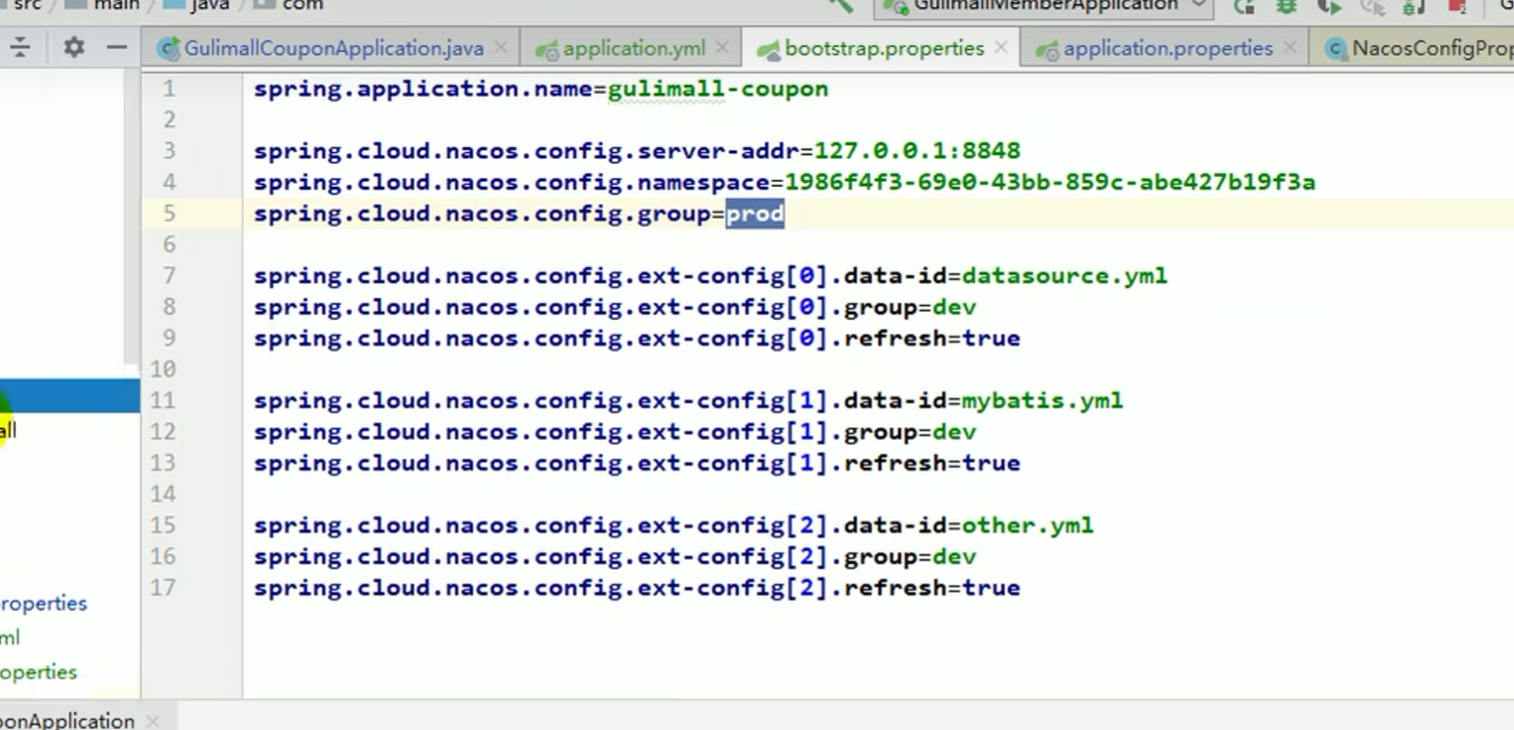 src main java com GulimallMemberApplication
GulimallCouponApplication.java application.yml bootstrap.properties application.properties
1 spring.application.name=gulimall-coupon
2
3 spring.cloud.nacos.config.server-addr=127.0.0.1:8848
4 spring.cloud.nacos.config.namespace=1986f4f3-69e0-43bb-859c-abe427b19f3a
5 spring.cloud.nacos.config.group=prod
6
7 spring.cloud.nacos.config.ext-config[0].data-id=datasource.yml
8 spring.cloud.nacos.config.ext-config[0].group=dev
9 spring.cloud.nacos.config.ext-config[0].refresh=true
10
11 spring.cloud.nacos.config.ext-config[1].data-id=mybatis.yml
12 spring.cloud.nacos.config.ext-config[1].group=dev
13 spring.cloud.nacos.config.ext-config[1].refresh=true
14
15 spring.cloud.nacos.config.ext-config[2].data-id=other.yml
16 spring.cloud.nacos.config.ext-config[2].group=dev
17 spring.cloud.nacos.config.ext-config[2].refresh=true